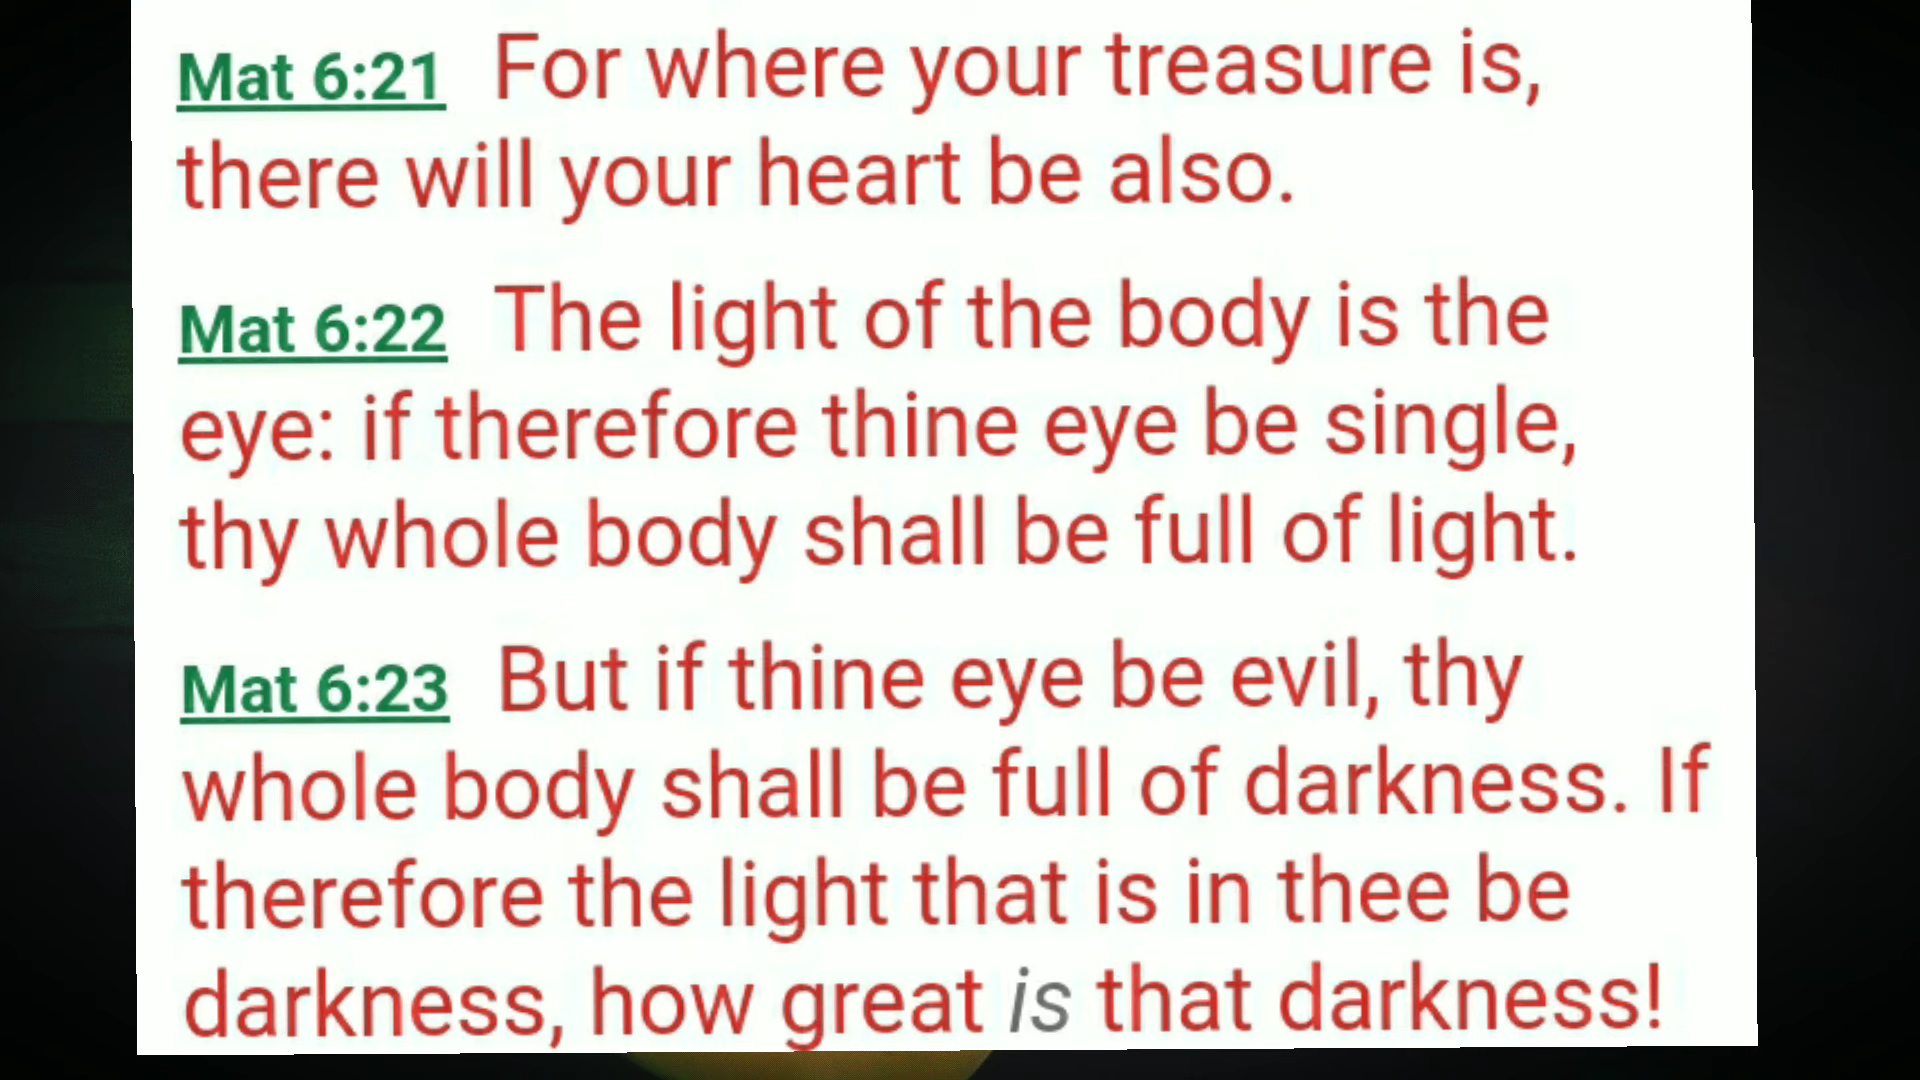 Mat 6:21 For where your treasure is,
there will your heart be also.
Mat 6:22 The light of the body is the
eye: if therefore thine eye be single,
thy whole body shall be full of light.
Mat 6:23 But if thine eye be evil, thy
whole body shall be full of darkness. If
therefore the light that is in thee be
darkness, how great is that darkness!